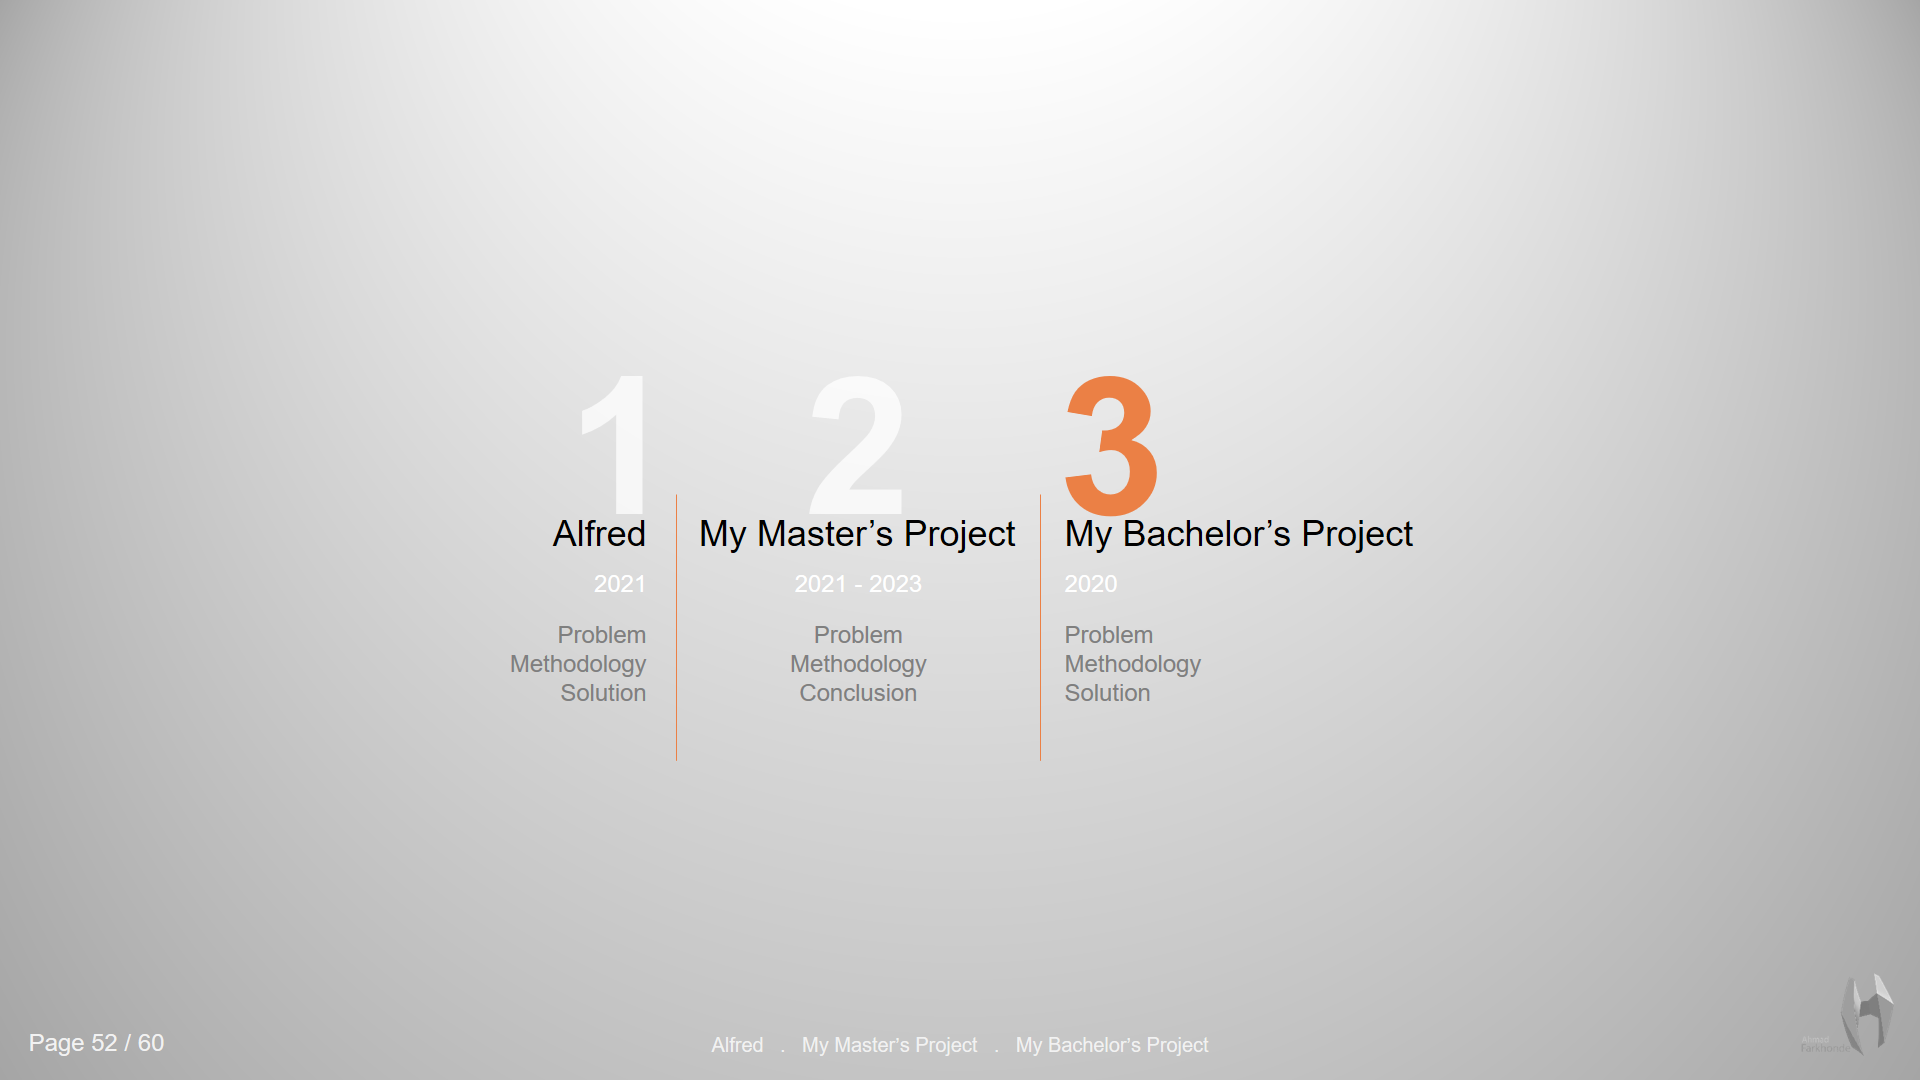 1
Alfred
2021
Problem
Methodology
Solution
2
My Master’s Project
2021 - 2023
Problem
Methodology
Conclusion
3
My Bachelor’s Project
2020
Problem
Methodology
Solution
Page 52 / 60
Alfred . My Master's Project . My Bachelor's Project